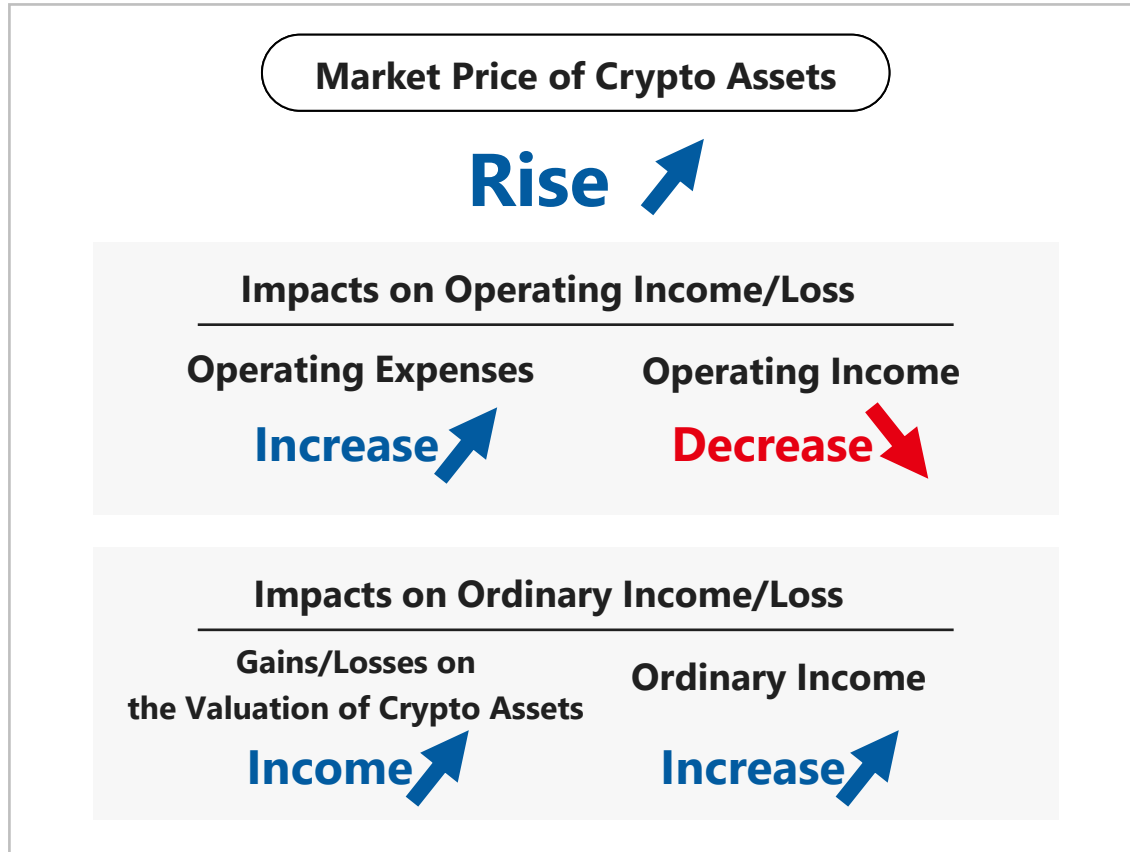 Market Price of Crypto Assets
Rise
Impacts on Operating Income/Loss
Operating Expenses
Operating Income
Increase
Decrease
Impacts on Ordinary Income/Loss
Gains/Losses on
the Valuation of Crypto Assets
Ordinary Income
Income
Increase